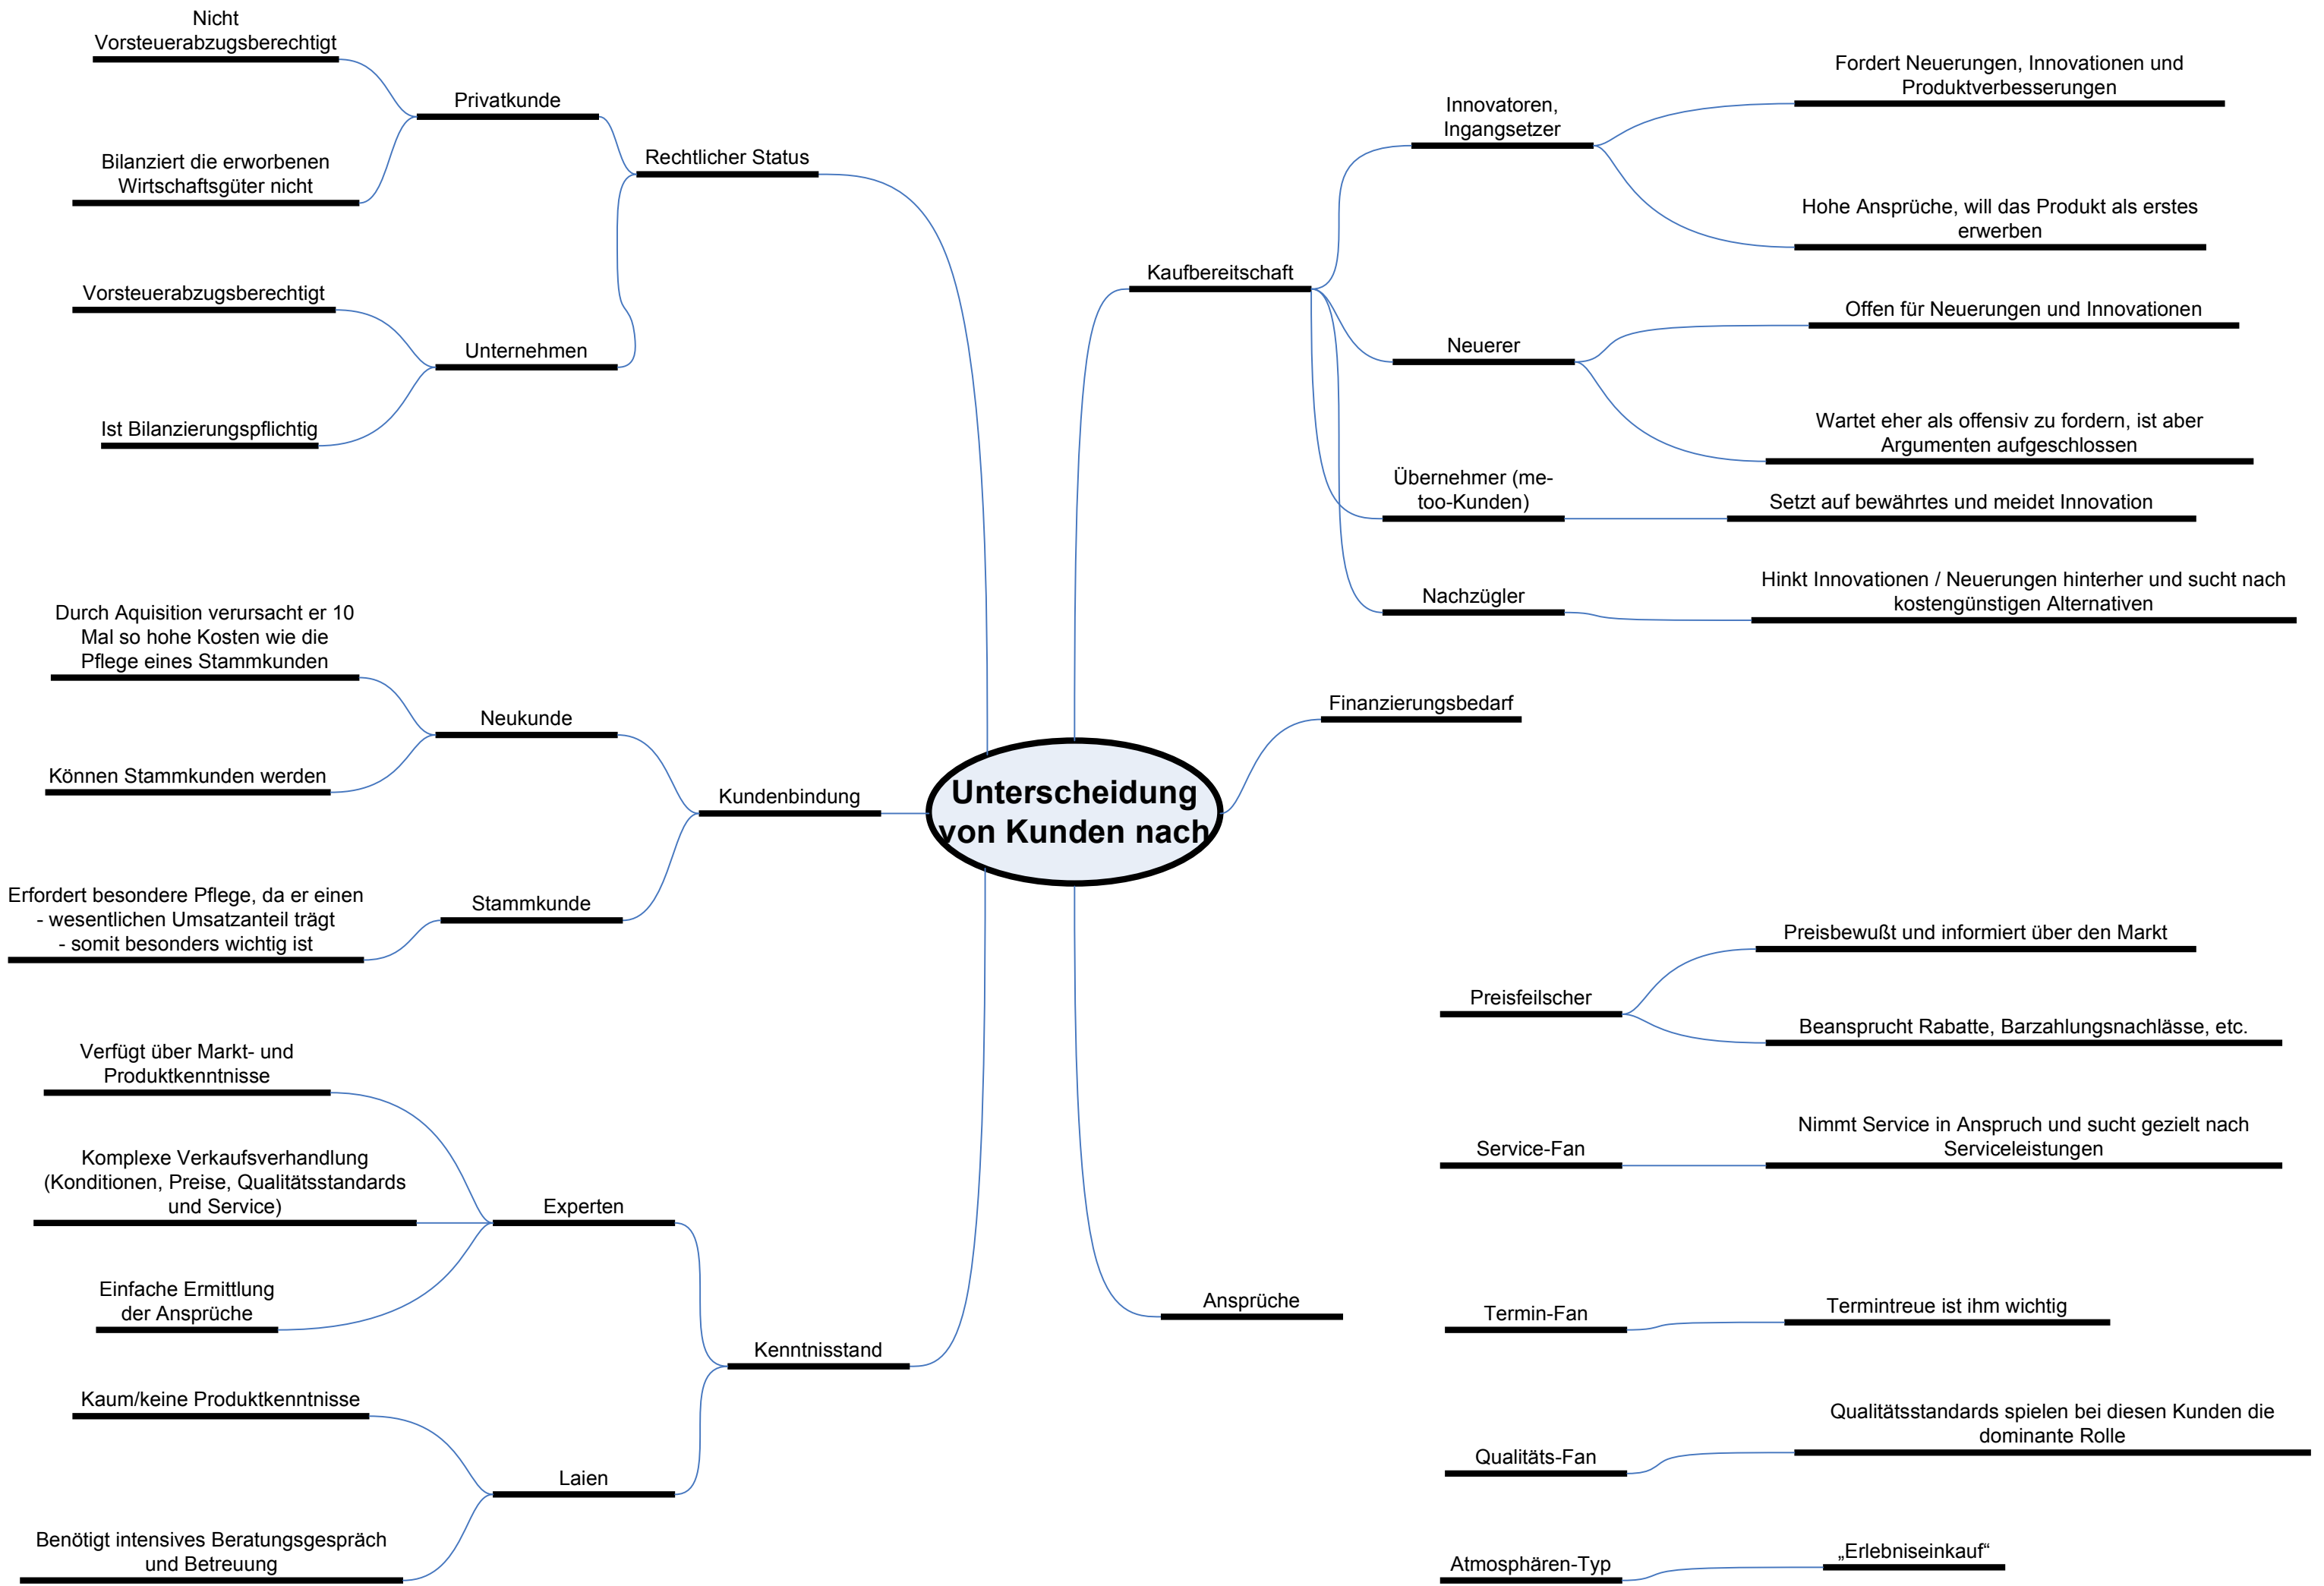 Unterscheidung
von Kunden nach
Rechtlicher Status
Privatkunde
Nicht
Vorsteuerabzugsberechtigt
Bilanziert die erworbenen
Wirtschaftsgüter nicht
Unternehmen
Vorsteuerabzugsberechtigt
Ist Bilanzierungspflichtig
Kundenbindung
Neukunde
Durch Aquisition verursacht er 10
Mal so hohe Kosten wie die
Pflege eines Stammkunden
Können Stammkunden werden
Stammkunde
Erfordert besondere Pflege, da er einen
- wesentlichen Umsatzanteil trägt
- somit besonders wichtig ist
Kenntnisstand
Experten
Verfügt über Markt- und
Produktkenntnisse
Komplexe Verkaufsverhandlung
(Konditionen, Preise, Qualitätsstandards
und Service)
Einfache Ermittlung
der Ansprüche
Laien
Kaum/keine Produktkenntnisse
Benötigt intensives Beratungsgespräch
und Betreuung
Kaufbereitschaft
Innovatoren,
Ingangsetzer
Fordert Neuerungen, Innovationen und
Produktverbesserungen
Hohe Ansprüche, will das Produkt als erstes
erwerben
Neuerer
Offen für Neuerungen und Innovationen
Wartet eher als offensiv zu fordern, ist aber
Argumenten aufgeschlossen
Übernehmer (me-
too-Kunden)
Setzt auf bewährtes und meidet Innovation
Nachzügler
Hinkt Innovationen / Neuerungen hinterher und sucht nach
kostengünstigen Alternativen
Finanzierungsbedarf
Ansprüche
Preisfeilscher
Preisbewußt und informiert über den Markt
Beansprucht Rabatte, Barzahlungsnachlässe, etc.
Service-Fan
Nimmt Service in Anspruch und sucht gezielt nach
Serviceleistungen
Termin-Fan
Termintreue ist ihm wichtig
Qualitäts-Fan
Qualitätsstandards spielen bei diesen Kunden die
dominante Rolle
Atmosphären-Typ
„Erlebniseinkauf“